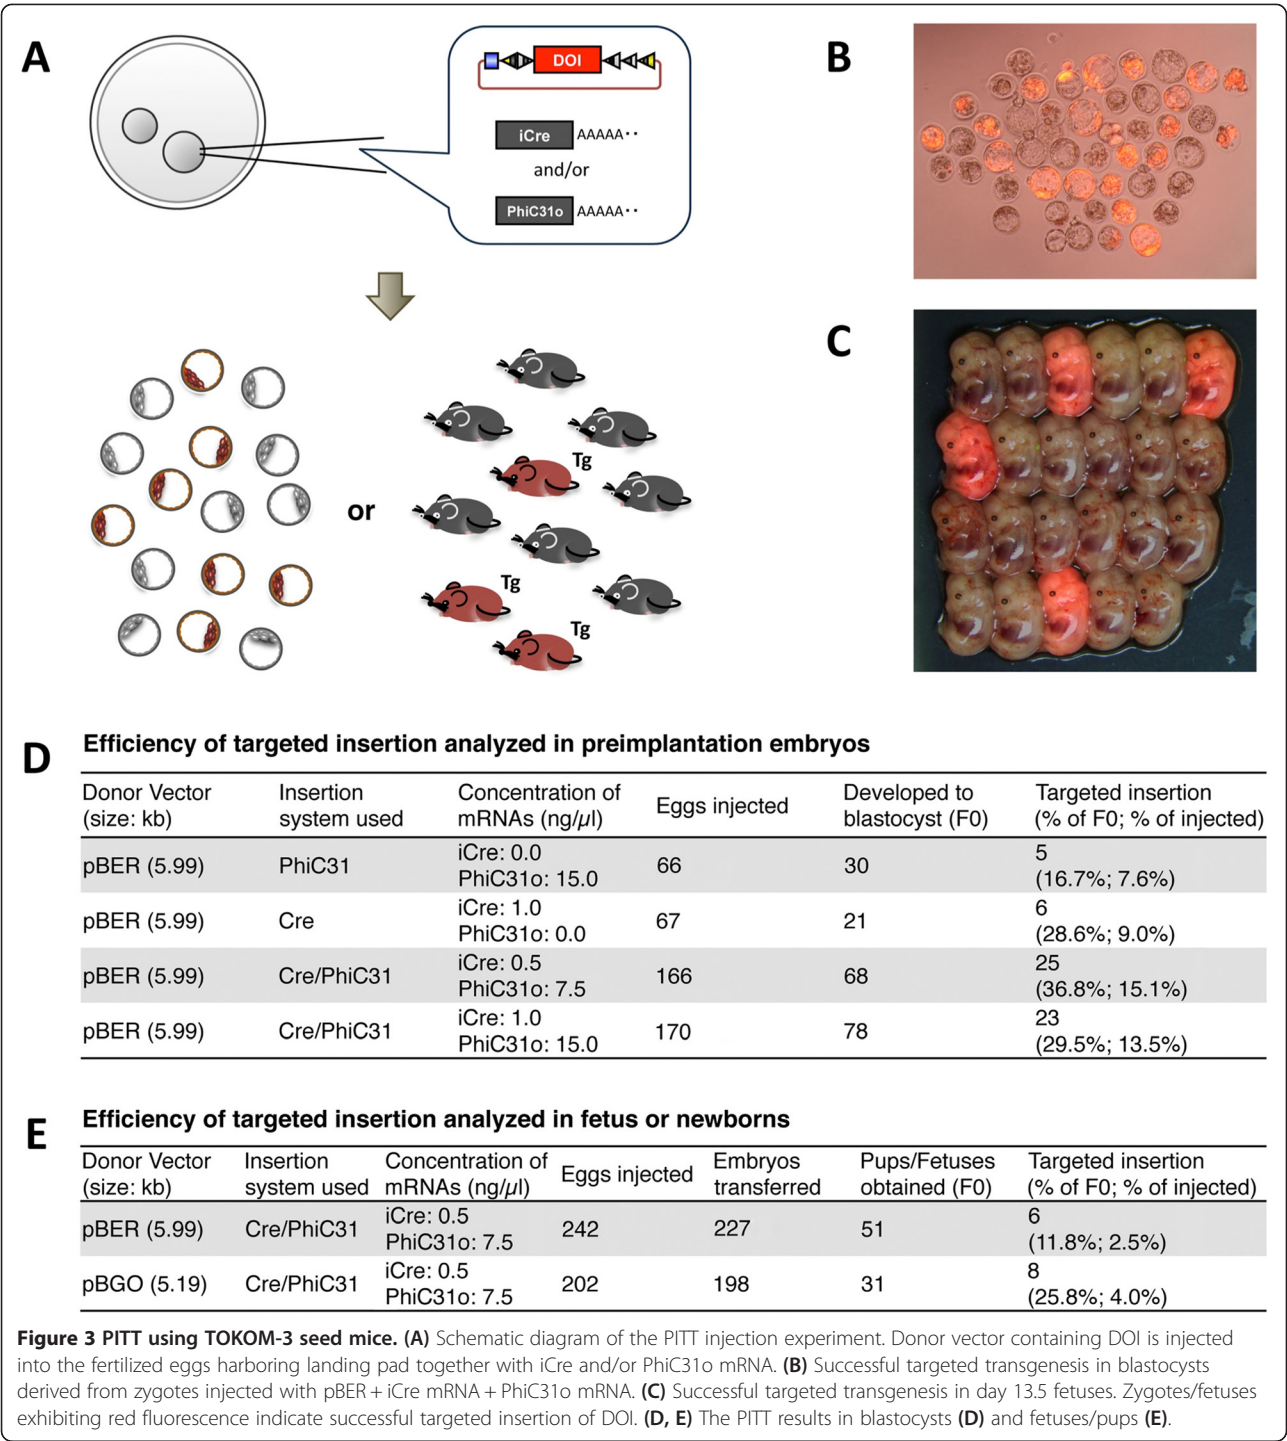 A
DOI
iCre AAAAA··
and/or
PhiC31o AAAAA··
or
Tg
Tg
Tg
B
C
D
Efficiency of targeted insertion analyzed in preimplantation embryos
Donor Vector (size: kb) Insertion system used Concentration of mRNAs (ng/µl) Eggs injected Developed to blastocyst (F0) Targeted insertion (% of F0; % of injected)
pBER (5.99) PhiC31 iCre: 0.0 PhiC31o: 15.0 66 30 5 (16.7%; 7.6%)
pBER (5.99) Cre iCre: 1.0 PhiC31o: 0.0 67 21 6 (28.6%; 9.0%)
pBER (5.99) Cre/PhiC31 iCre: 0.5 PhiC31o: 7.5 166 68 25 (36.8%; 15.1%)
pBER (5.99) Cre/PhiC31 iCre: 1.0 PhiC31o: 15.0 170 78 23 (29.5%; 13.5%)
E
Efficiency of targeted insertion analyzed in fetus or newborns
Donor Vector (size: kb) Insertion system used Concentration of mRNAs (ng/µl) Eggs injected Embryos transferred Pups/Fetuses obtained (F0) Targeted insertion (% of F0; % of injected)
pBER (5.99) Cre/PhiC31 iCre: 0.5 PhiC31o: 7.5 242 227 51 6 (11.8%; 2.5%)
pBGO (5.19) Cre/PhiC31 iCre: 0.5 PhiC31o: 7.5 202 198 31 8 (25.8%; 4.0%)
Figure 3 PITT using TOKOM-3 seed mice. (A) Schematic diagram of the PITT injection experiment. Donor vector containing DOI is injected
into the fertilized eggs harboring landing pad together with iCre and/or PhiC31o mRNA. (B) Successful targeted transgenesis in blastocysts
derived from zygotes injected with pBER + iCre mRNA + PhiC31o mRNA. (C) Successful targeted transgenesis in day 13.5 fetuses. Zygotes/fetuses
exhibiting red fluorescence indicate successful targeted insertion of DOI. (D, E) The PITT results in blastocysts (D) and fetuses/pups (E).